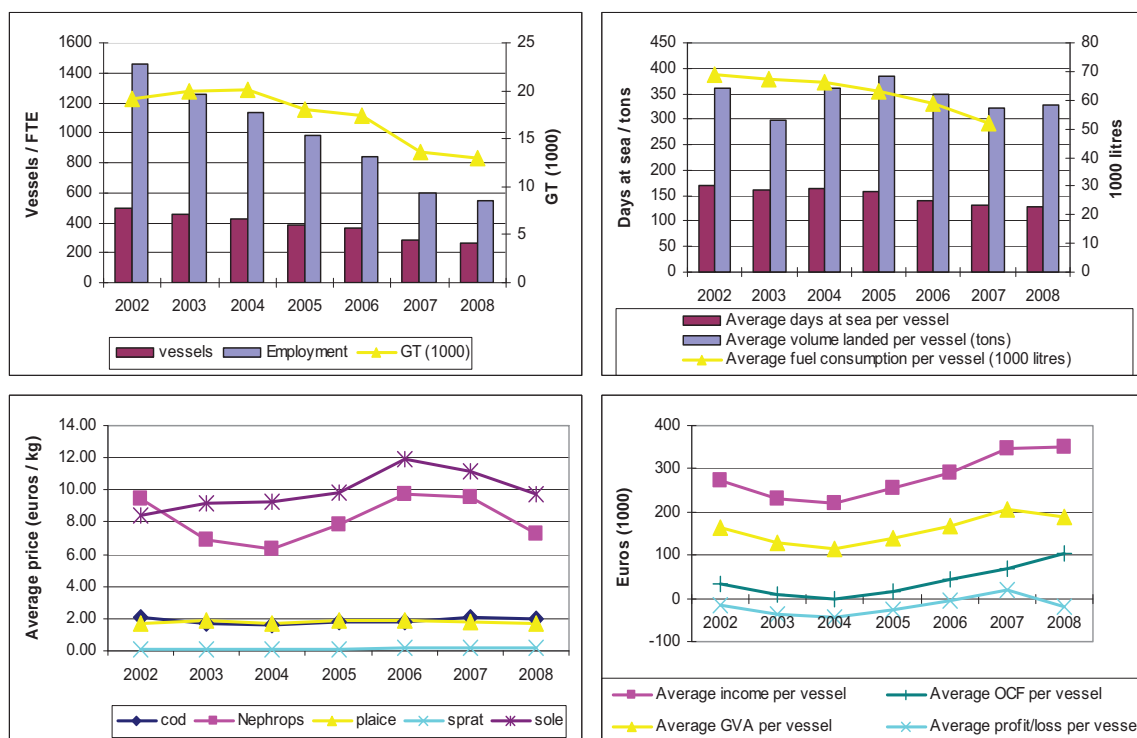 Vessels / FTE
1600
1400
1200
1000
800
600
400
200
0
25
20
15
10
5
0
GT (1000)
2002 2003 2004 2005 2006 2007 2008
vessels Employment GT (1000)
Days at sea / tons
450
400
350
300
250
200
150
100
50
0
80
70
60
50
40
30
20
10
0
1000 litres
2002 2003 2004 2005 2006 2007 2008
Average days at sea per vessel
Average volume landed per vessel (tons)
Average fuel consumption per vessel (1000 litres)
Average price (euros / kg)
14.00
12.00
10.00
8.00
6.00
4.00
2.00
0.00
2002 2003 2004 2005 2006 2007 2008
cod Nephrops plaice sprat sole
Euros (1000)
400
300
200
100
0
-100
2002 2003 2004 2005 2006 2007 2008
Average income per vessel Average OCF per vessel
Average GVA per vessel Average profit/loss per vesse